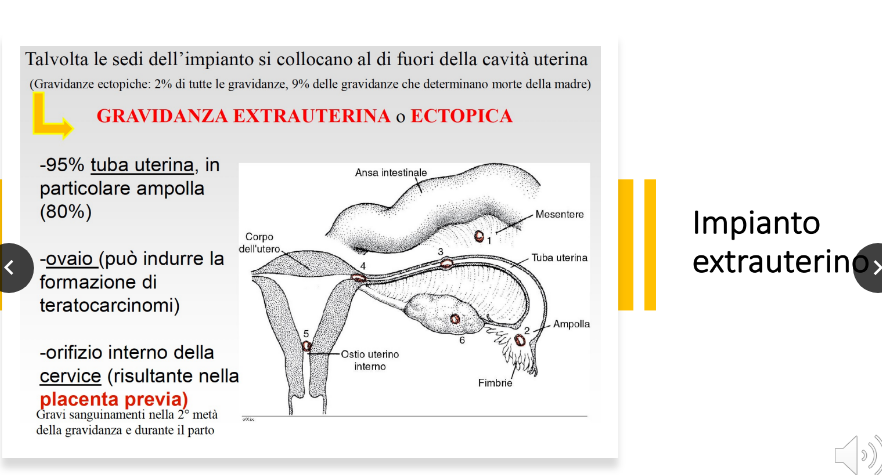 Talvolta le sedi dell'impianto si collocano al di fuori della cavità uterina
(Gravidanze ectopiche: 2% di tutte le gravidanze, 9% delle gravidanze che determinano morte della madre)
GRAVIDANZA EXTRAUTERINA o ECTOPICA
-95% tuba uterina, in
particolare ampolla
(80%)
-ovaio (può indurre la
formazione di
teratocarcinomi)
-orifizio interno della
cervice (risultante nella
placenta previa)
Gravi sanguinamenti nella 2° metà
della gravidanza e durante il parto
Ansa intestinale
Mesentere
1
Corpo
dell'utero
3
Tuba uterina
4
Ampolla
2
5
6
Ostio uterino
interno
Fimbrie
Impianto
extrauterino